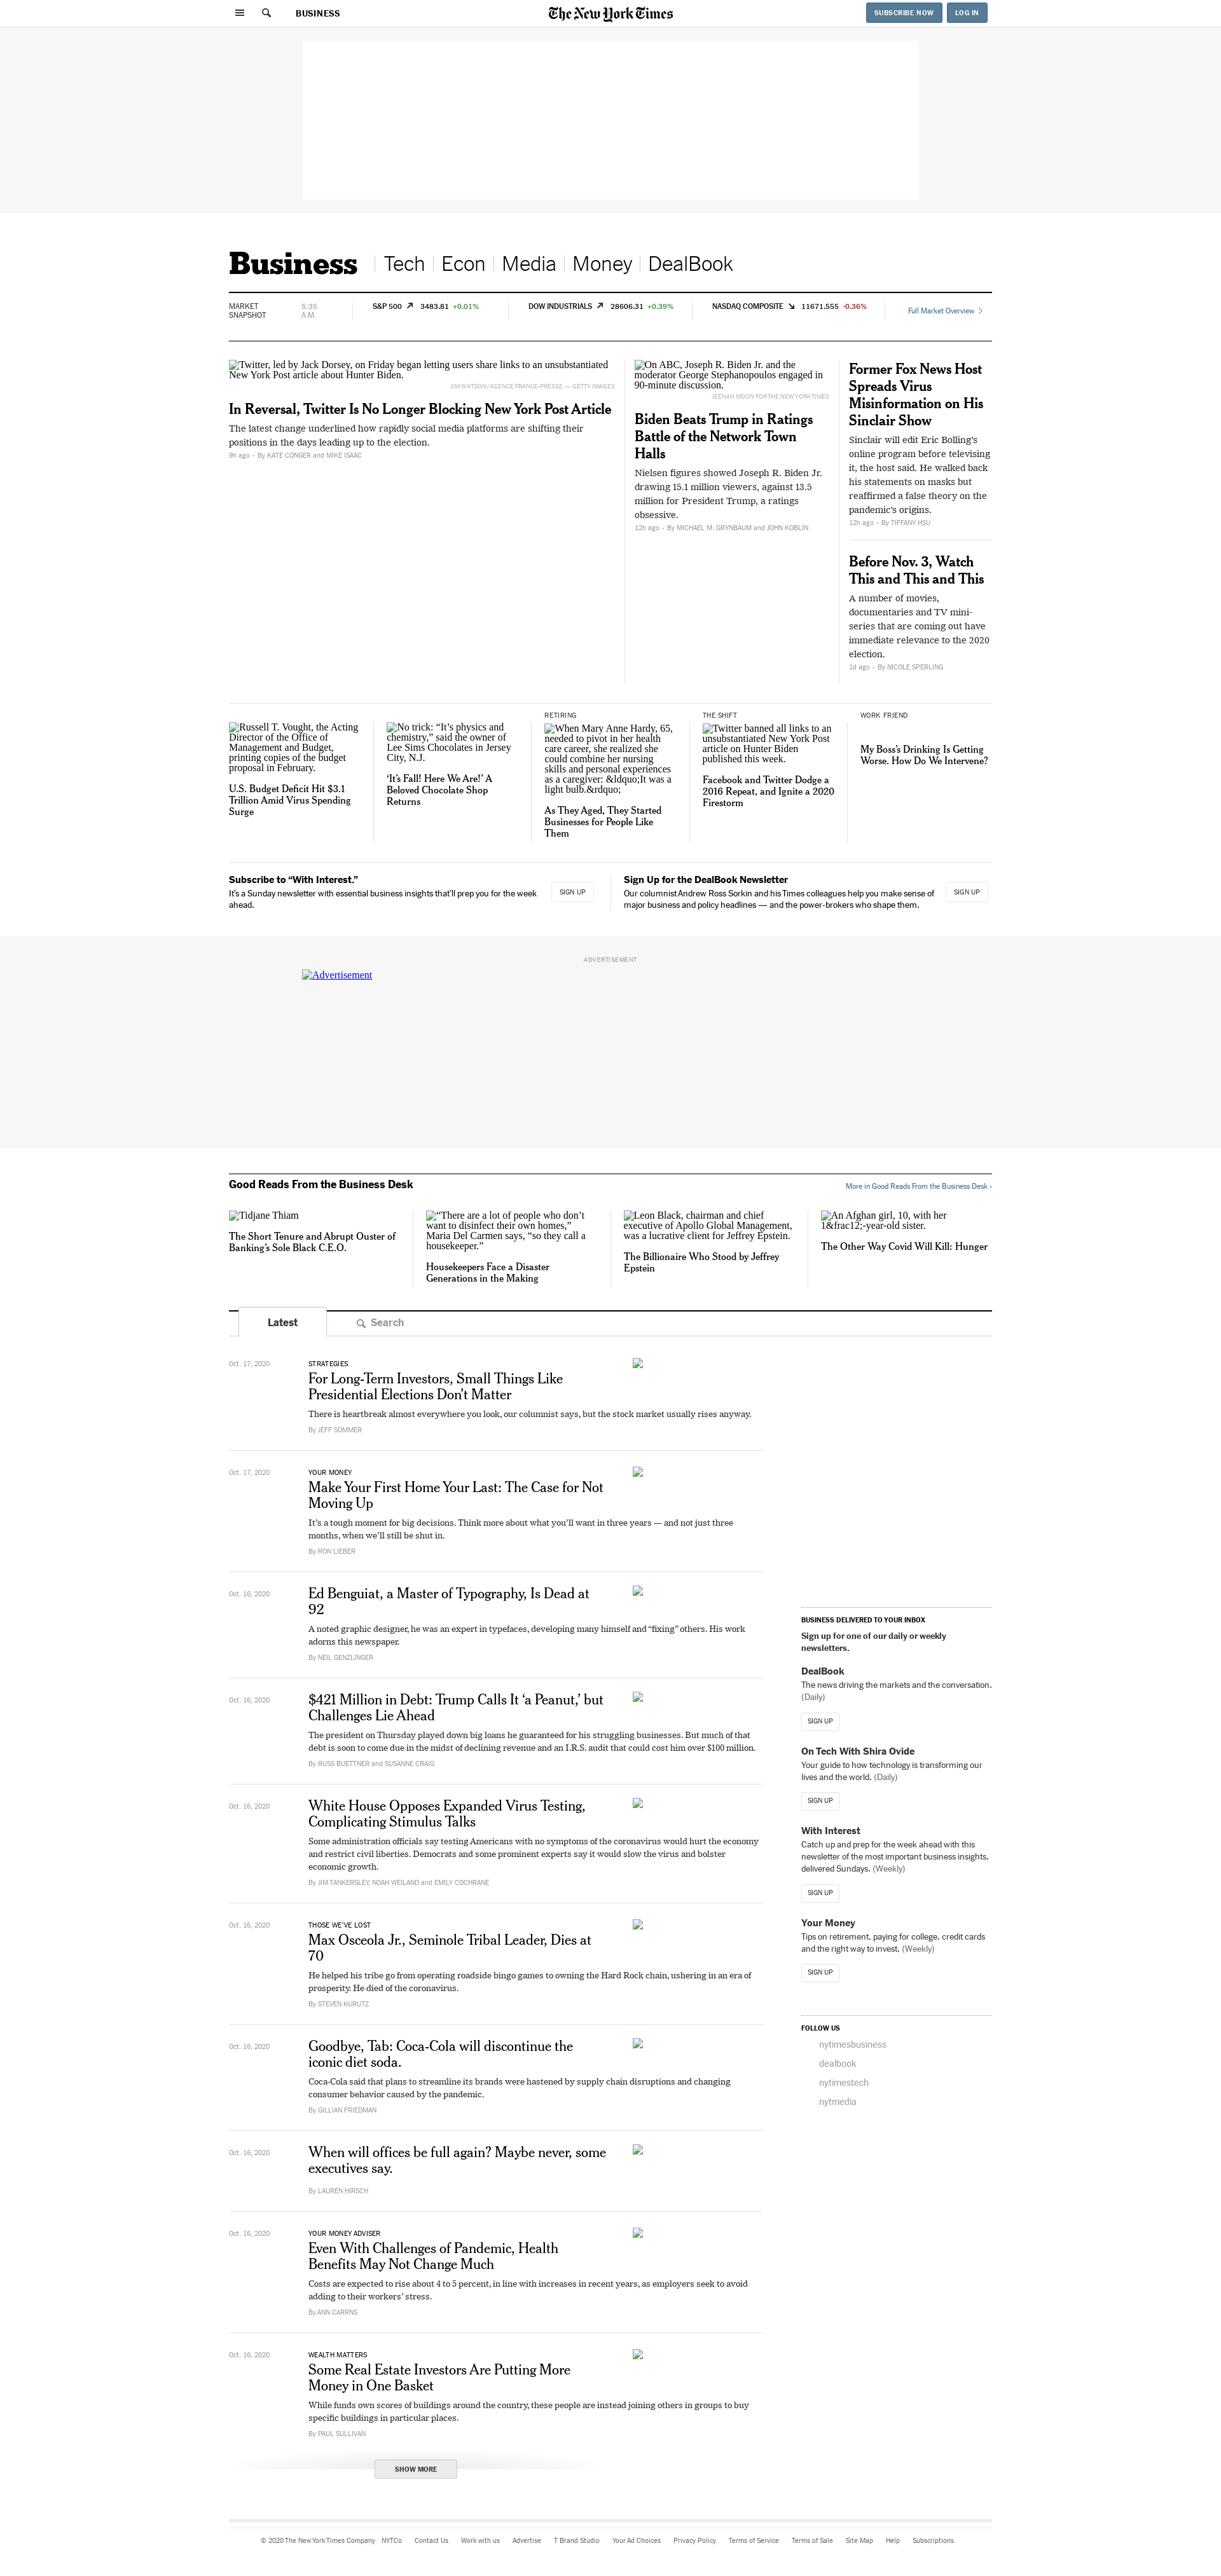 BUSINESS
The New York Times
SUBSCRIBE NOW
LOG IN
Business
Tech
Econ
Media
Money
DealBook
MARKET
SNAPSHOT
5:35
A.M.
S&P 500 3483.81 +0.01%
DOW INDUSTRIALS 28606.31 +0.39%
NASDAQ COMPOSITE 11671.555 -0.36%
Full Market Overview
Twitter, led by Jack Dorsey, on Friday began letting users share links to an unsubstantiated
New York Post article about Hunter Biden.
JIM WATSON/AGENCE FRANCE-PRESSE — GETTY IMAGES
In Reversal, Twitter Is No Longer Blocking New York Post Article
The latest change underlined how rapidly social media platforms are shifting their
positions in the days leading up to the election.
9h ago • By KATE CONGER and MIKE ISAAC
On ABC, Joseph R. Biden Jr. and the
moderator George Stephanopoulos engaged in
90-minute discussion.
JEENAH MOON FOR THE NEW YORK TIMES
Biden Beats Trump in Ratings
Battle of the Network Town
Halls
Nielsen figures showed Joseph R. Biden Jr.
drawing 15.1 million viewers, against 13.5
million for President Trump, a ratings
obsessive.
12h ago • By MICHAEL M. GRYNBAUM and JOHN KOBLIN
Former Fox News Host
Spreads Virus
Misinformation on His
Sinclair Show
Sinclair will edit Eric Bolling's
online program before televising
it, the host said. He walked back
his statements on masks but
reaffirmed a false theory on the
pandemic's origins.
12h ago • By TIFFANY HSU
Before Nov. 3, Watch
This and This and This
A number of movies,
documentaries and TV mini-
series that are coming out have
immediate relevance to the 2020
election.
1d ago • By NICOLE SPERLING
Russell T. Vought, the Acting
Director of the Office of
Management and Budget,
printing copies of the budget
proposal in February.
U.S. Budget Deficit Hit $3.1
Trillion Amid Virus Spending
Surge
No trick: “It’s physics and
chemistry,” said the owner of
Lee Sims Chocolates in Jersey
City, N.J.
‘It’s Fall! Here We Are!’ A
Beloved Chocolate Shop
Returns
RETIRING
When Mary Anne Hardy, 65,
needed to pivot in her health
care career, she realized she
could combine her nursing
skills and personal experiences
as a caregiver: &ldquo;It was a
light bulb.&rdquo;
As They Aged, They Started
Businesses for People Like
Them
THE SHIFT
Twitter banned all links to an
unsubstantiated New York Post
article on Hunter Biden
published this week.
Facebook and Twitter Dodge a
2016 Repeat, and Ignite a 2020
Firestorm
WORK FRIEND
My Boss’s Drinking Is Getting
Worse. How Do We Intervene?
Subscribe to “With Interest.”
It’s a Sunday newsletter with essential business insights that’ll prep you for the week
ahead.
SIGN UP
Sign Up for the DealBook Newsletter
Our columnist Andrew Ross Sorkin and his Times colleagues help you make sense of
major business and policy headlines — and the power-brokers who shape them.
SIGN UP
ADVERTISEMENT
Advertisement
Good Reads From the Business Desk
More in Good Reads From the Business Desk ›
Tidjane Thiam
The Short Tenure and Abrupt Ouster of
Banking’s Sole Black C.E.O.
“There are a lot of people who don’t
want to disinfect their own homes,”
Maria Del Carmen says, “so they call a
housekeeper.”
Housekeepers Face a Disaster
Generations in the Making
Leon Black, chairman and chief
executive of Apollo Global Management,
was a lucrative client for Jeffrey Epstein.
The Billionaire Who Stood by Jeffrey
Epstein
An Afghan girl, 10, with her
1&frac12;-year-old sister.
The Other Way Covid Will Kill: Hunger
Latest
Search
Oct. 17, 2020
STRATEGIES
For Long-Term Investors, Small Things Like
Presidential Elections Don’t Matter
There is heartbreak almost everywhere you look, our columnist says, but the stock market usually rises anyway.
By JEFF SOMMER
Oct. 17, 2020
YOUR MONEY
Make Your First Home Your Last: The Case for Not
Moving Up
It’s a tough moment for big decisions. Think more about what you’ll want in three years — and not just three
months, when we’ll still be shut in.
By RON LIEBER
Oct. 16, 2020
Ed Benguiat, a Master of Typography, Is Dead at
92
A noted graphic designer, he was an expert in typefaces, developing many himself and “fixing” others. His work
adorns this newspaper.
By NEIL GENZLINGER
Oct. 16, 2020
$421 Million in Debt: Trump Calls It ‘a Peanut,’ but
Challenges Lie Ahead
The president on Thursday played down big loans he guaranteed for his struggling businesses. But much of that
debt is soon to come due in the midst of declining revenue and an I.R.S. audit that could cost him over $100 million.
By RUSS BUETTNER and SUSANNE CRAIG
Oct. 16, 2020
White House Opposes Expanded Virus Testing,
Complicating Stimulus Talks
Some administration officials say testing Americans with no symptoms of the coronavirus would hurt the economy
and restrict civil liberties. Democrats and some prominent experts say it would slow the virus and bolster
economic growth.
By JIM TANKERSLEY, NOAH WEILAND and EMILY COCHRANE
Oct. 16, 2020
THOSE WE’VE LOST
Max Osceola Jr., Seminole Tribal Leader, Dies at
70
He helped his tribe go from operating roadside bingo games to owning the Hard Rock chain, ushering in an era of
prosperity. He died of the coronavirus.
By STEVEN KURUTZ
Oct. 16, 2020
Goodbye, Tab: Coca-Cola will discontinue the
iconic diet soda.
Coca-Cola said that plans to streamline its brands were hastened by supply chain disruptions and changing
consumer behavior caused by the pandemic.
By GILLIAN FRIEDMAN
Oct. 16, 2020
When will offices be full again? Maybe never, some
executives say.
By LAUREN HIRSCH
Oct. 16, 2020
YOUR MONEY ADVISER
Even With Challenges of Pandemic, Health
Benefits May Not Change Much
Costs are expected to rise about 4 to 5 percent, in line with increases in recent years, as employers seek to avoid
adding to their workers’ stress.
By ANN CARRNS
Oct. 16, 2020
WEALTH MATTERS
Some Real Estate Investors Are Putting More
Money in One Basket
While funds own scores of buildings around the country, these people are instead joining others in groups to buy
specific buildings in particular places.
By PAUL SULLIVAN
SHOW MORE
BUSINESS DELIVERED TO YOUR INBOX
Sign up for one of our daily or weekly
newsletters.
DealBook
The news driving the markets and the conversation.
(Daily)
SIGN UP
On Tech With Shira Ovide
Your guide to how technology is transforming our
lives and the world. (Daily)
SIGN UP
With Interest
Catch up and prep for the week ahead with this
newsletter of the most important business insights,
delivered Sundays. (Weekly)
SIGN UP
Your Money
Tips on retirement, paying for college, credit cards
and the right way to invest. (Weekly)
SIGN UP
FOLLOW US
nytimesbusiness
dealbook
nytimestech
nytmedia
© 2020 The New York Times Company NYTCo Contact Us Work with us Advertise T Brand Studio Your Ad Choices Privacy Policy Terms of Service Terms of Sale Site Map Help Subscriptions